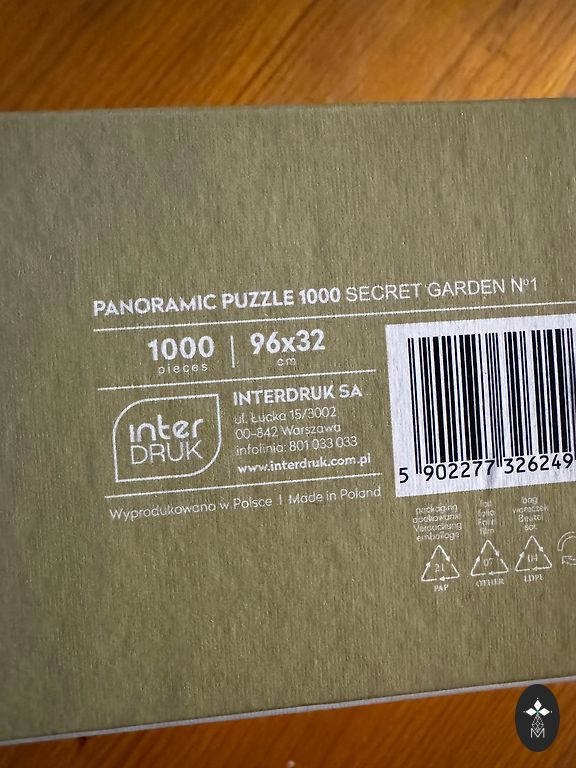 PANORAMIC PUZZLE 1000 SECRET GARDEN Nº1
1000 pieces | 96x32 cm
inter DRUK
INTERDRUK SA
ul. Łucka 15/3002
00-842 Warszawa
infolinia: 801 033 033
www.interdruk.com.pl
Wyprodukowano w Polsce | Made in Poland
5 902277 326249
packaging
opakowanie
Verpackung
emballage
foil
folia
Folie
film
bag
woreczek
Beutel
sac
21
PAP
07
OTHER
04
LDPE
M